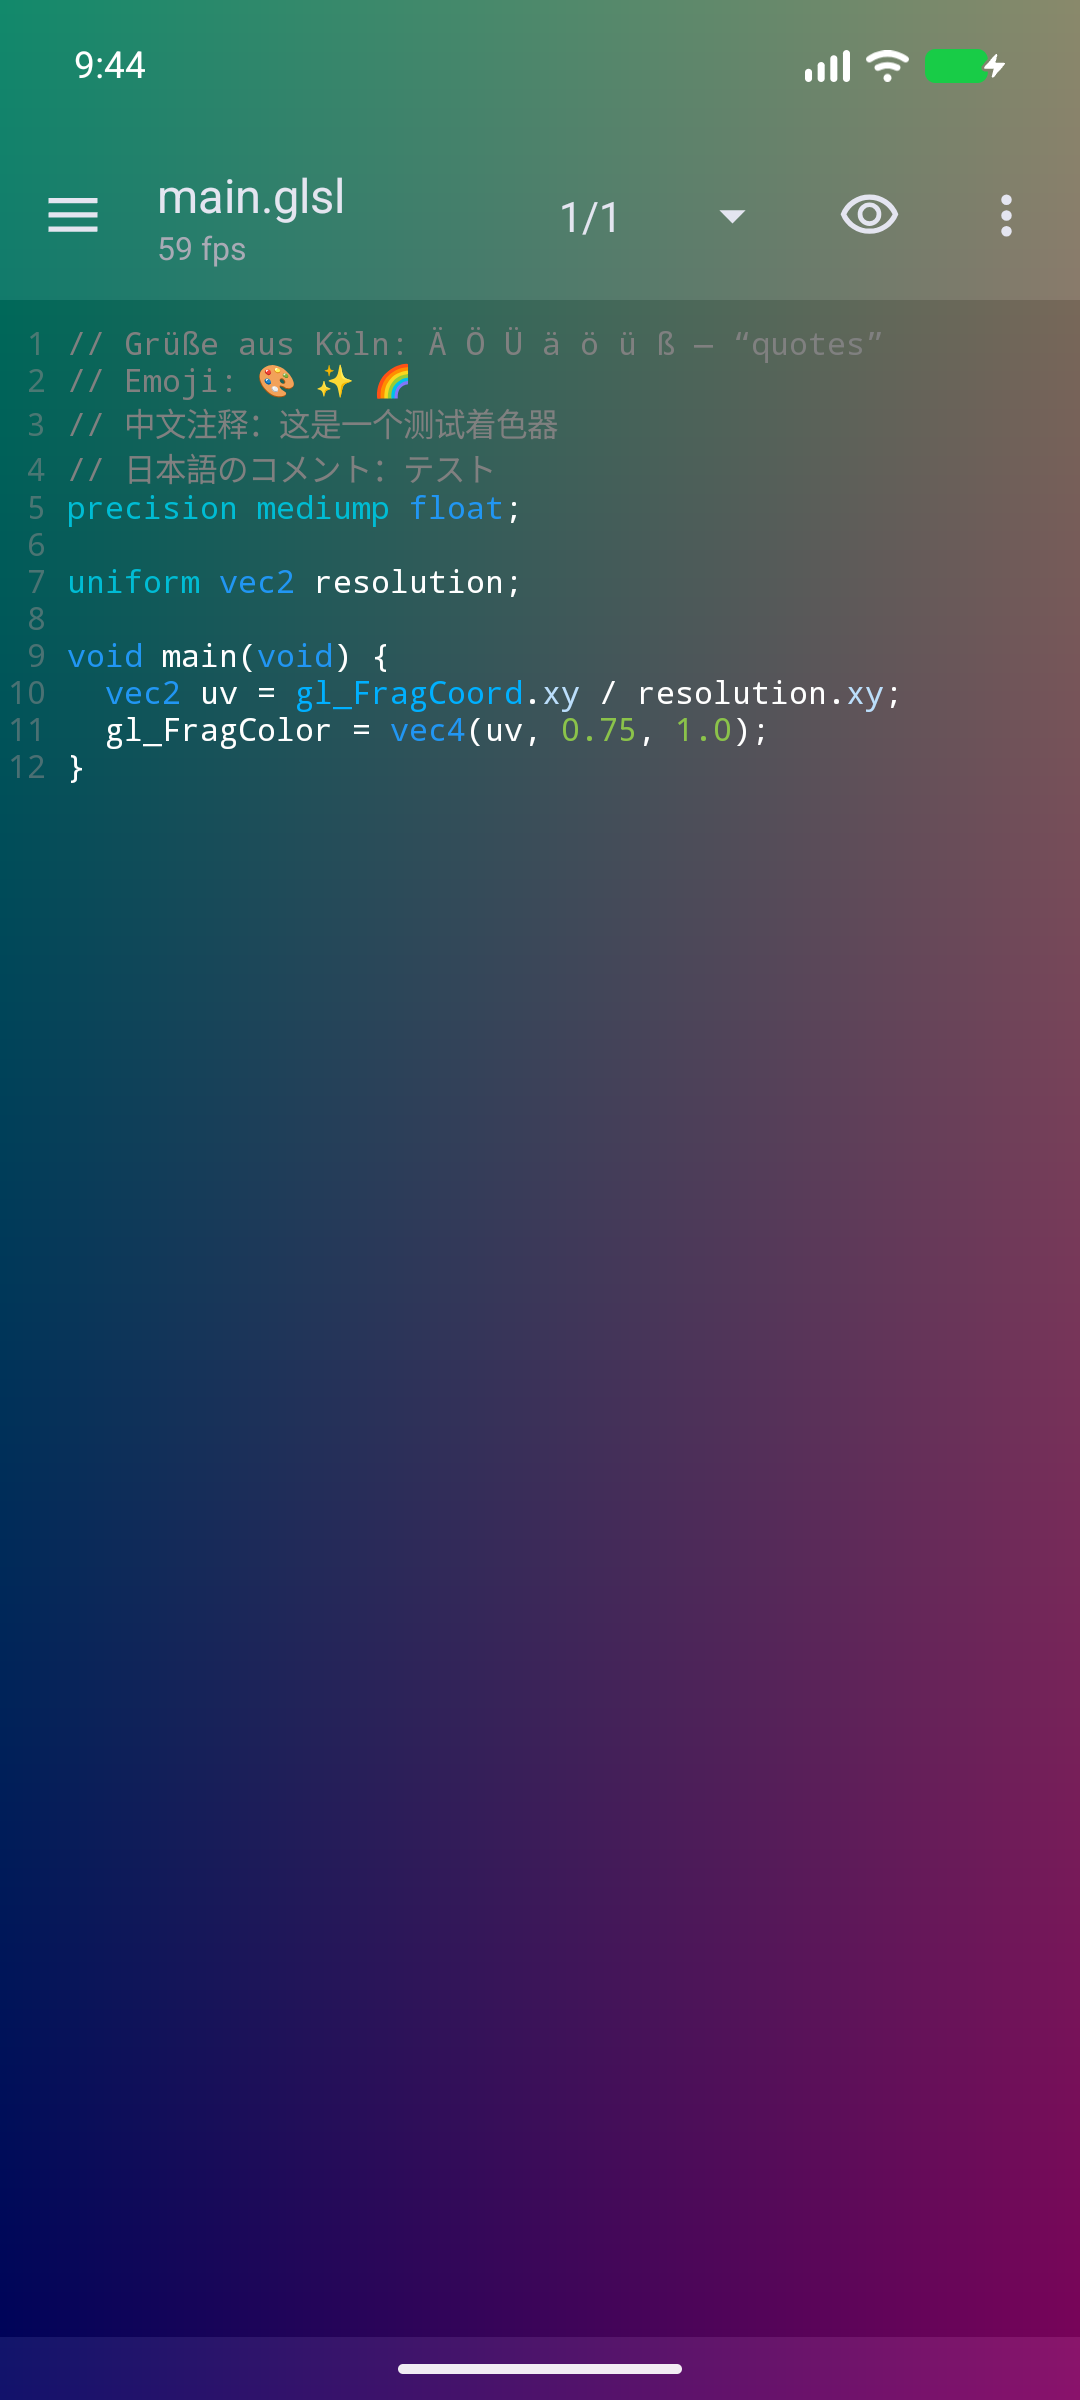 9:44
main.glsl
59 fps
1/1
1 // Grüße aus Köln: Ä Ö Ü ä ö ü ß — “quotes”
2 // Emoji: 🎨 ✨ 🌈
3 // 中文注释：这是一个测试着色器
4 // 日本語のコメント：テスト
5 precision mediump float;
6
7 uniform vec2 resolution;
8
9 void main(void) {
10   vec2 uv = gl_FragCoord.xy / resolution.xy;
11   gl_FragColor = vec4(uv, 0.75, 1.0);
12 }